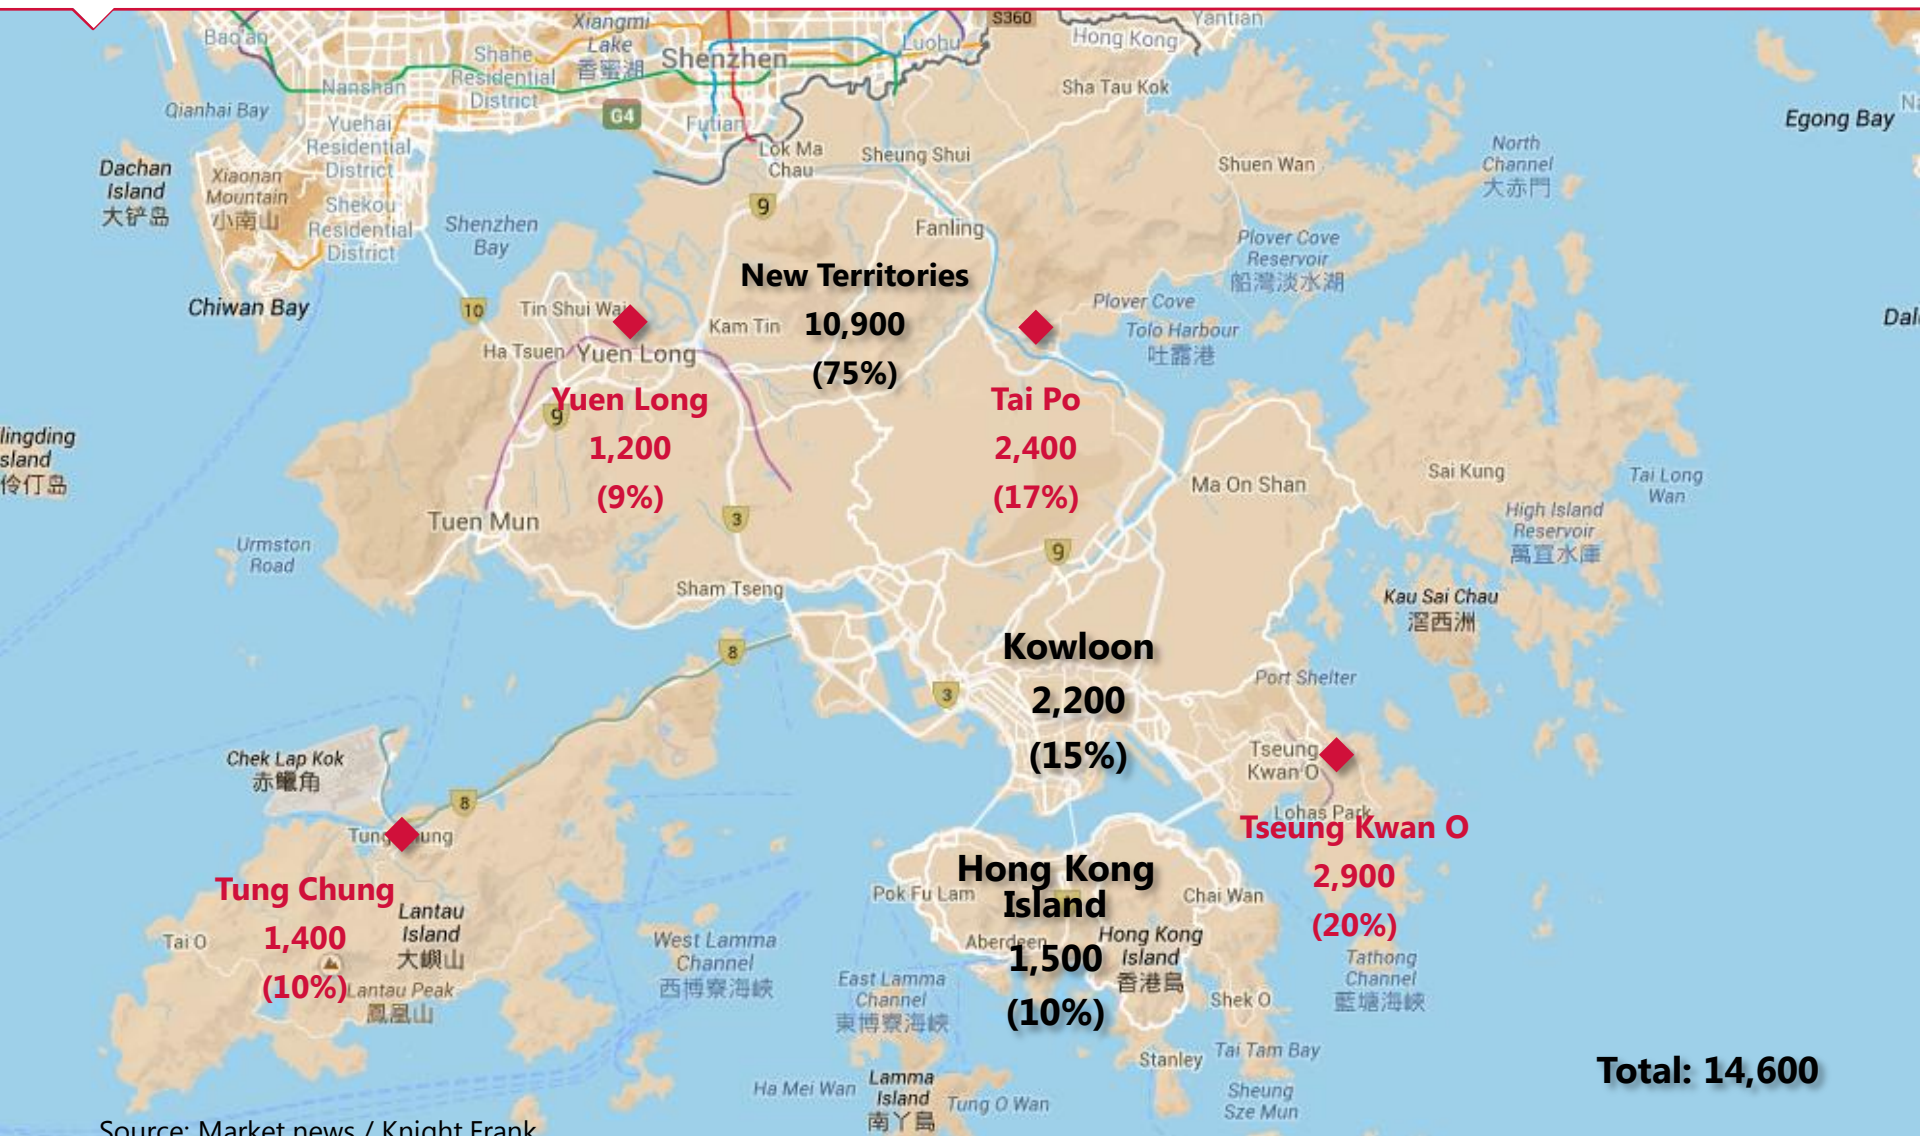 Xiangmi
Lake
香蜜湖
S360
Yantian
Bao'an
Shahe
Residential
District
Shenzhen
Luohu
Hong Kong
Nanshan
Sha Tau Kok
Qianhai Bay
G4
Egong Bay
Yuehai
Residential
District
Futian
Lok Ma
Chau
Sheung Shui
North
Channel
大赤門
Dachan
Island
大铲岛
Xiaonan
Mountain
小南山
Shuen Wan
Shekou
Residential
District
9
Shenzhen
Bay
Fanling
Plover Cove
Reservoir
船灣淡水湖
New Territories
10,900
(75%)
Chiwan Bay
10
Tin Shui Wai
Kam Tin
Plover Cove
Tolo Harbour
吐露港
Ha Tsuen
Yuen Long
9
Yuen Long
1,200
(9%)
Tai Po
2,400
(17%)
lingding
sland
伶仃岛
Ma On Shan
Sai Kung
Tai Long
Wan
High Island
Reservoir
萬宜水庫
Tuen Mun
3
9
Urmston
Road
Sham Tseng
Kau Sai Chau
滘西洲
8
3
Kowloon
2,200
(15%)
Port Shelter
Chek Lap Kok
赤鱲角
Tseung
Kwan O
8
Lohas Park
Tseung Kwan O
2,900
(20%)
Tung Chung
1,400
(10%)
Lantau
Island
大嶼山
Tai O
Lantau Peak
鳳凰山
Hong Kong
Island
1,500
(10%)
Pok Fu Lam
Chai Wan
Aberdeen
Hong Kong
Island
香港島
West Lamma
Channel
西博寮海峽
East Lamma
Channel
東博寮海峽
Tathong
Channel
藍塘海峽
Shek O
Stanley
Tai Tam Bay
Total: 14,600
Ha Mei Wan
Lamma
Island
南丫島
Tung O Wan
Sheung
Sze Mun
Source: Market news / Knight Frank